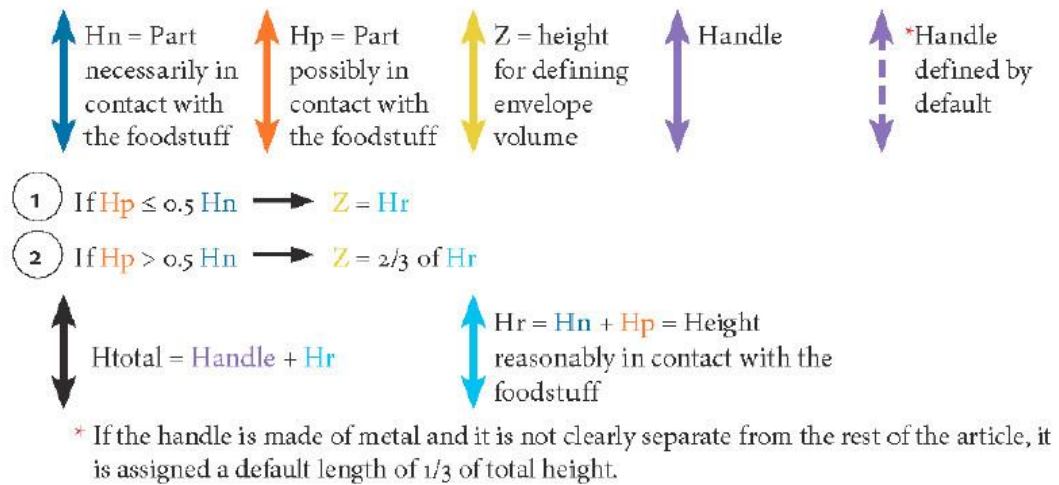 Hn = Part
necessarily in
contact with
the foodstuff
Hp = Part
possibly in
contact with
the foodstuff
Z = height
for defining
envelope
volume
Handle
*Handle
defined by
default
1 If Hp ≤ 0.5 Hn → Z = Hr
2 If Hp > 0.5 Hn → Z = 2/3 of Hr
Htotal = Handle + Hr
Hr = Hn + Hp = Height
reasonably in contact with the
foodstuff
* If the handle is made of metal and it is not clearly separate from the rest of the article, it
is assigned a default length of 1/3 of total height.